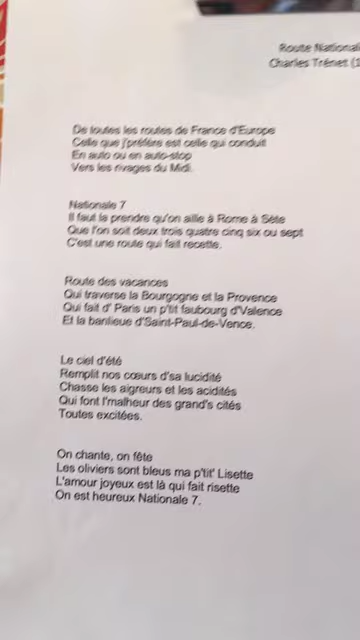 Route National
Charles Trénet (1
De toutes les routes de France d'Europe
Celle que j'préfère est celle qui conduit
En auto ou en auto-stop
Vers les rivages du Midi.
Nationale 7
Il faut la prendre qu'on aille à Rome à Sète
Que l'on soit deux trois quatre cinq six ou sept
C'est une route qui fait recette.
Route des vacances
Qui traverse la Bourgogne et la Provence
Qui fait d' Paris un p'tit faubourg d'Valence
Et la banlieue d'Saint-Paul-de-Vence.
Le ciel d'été
Remplit nos cœurs d'sa lucidité
Chasse les aigreurs et les acidités
Qui font l'malheur des grand's cités
Toutes excitées.
On chante, on fête
Les oliviers sont bleus ma p'tit' Lisette
L'amour joyeux est là qui fait risette
On est heureux Nationale 7.